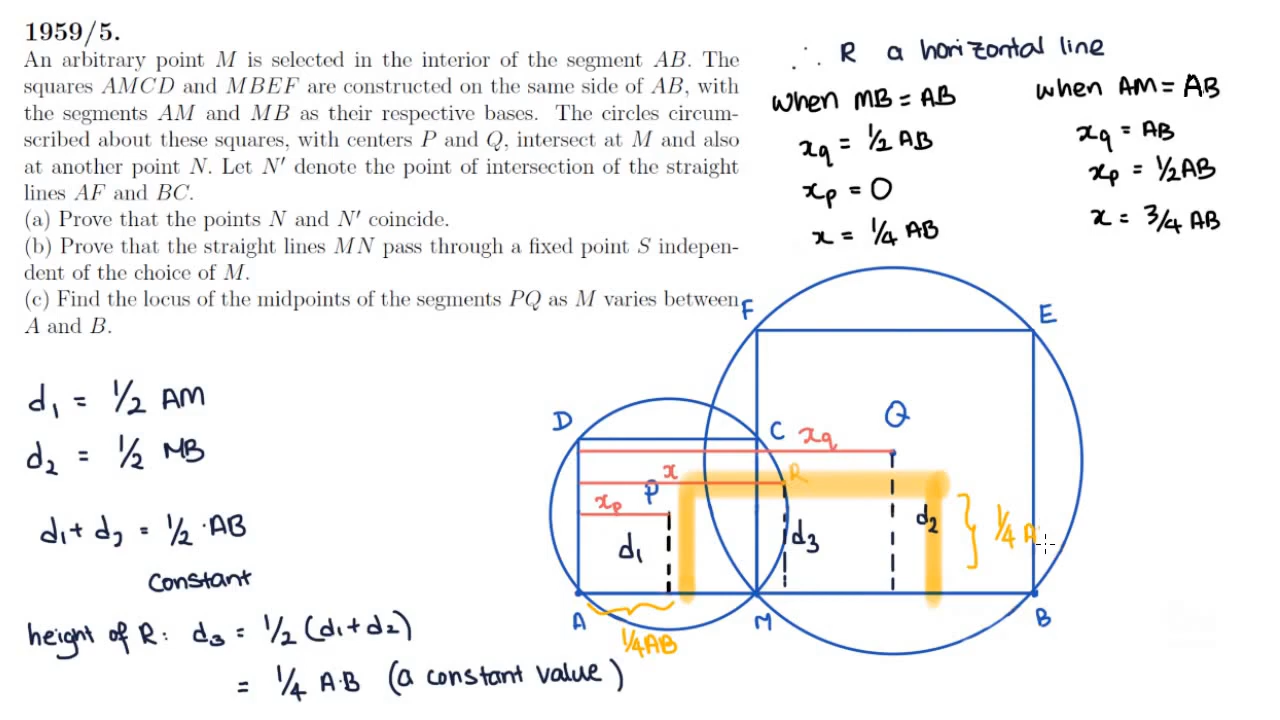 1959/5.
An arbitrary point M is selected in the interior of the segment AB. The
squares AMCD and MBEF are constructed on the same side of AB, with
the segments AM and MB as their respective bases. The circles circum-
scribed about these squares, with centers P and Q, intersect at M and also
at another point N. Let N′ denote the point of intersection of the straight
lines AF and BC.
(a) Prove that the points N and N′ coincide.
(b) Prove that the straight lines MN pass through a fixed point S indepen-
dent of the choice of M.
(c) Find the locus of the midpoints of the segments PQ as M varies between
A and B.
∴ R a horizontal line
when MB = AB
xq = 1/2 AB
xp = 0
x = 1/4 AB
when AM = AB
xq = AB
xp = 1/2 AB
x = 3/4 AB
d1 = 1/2 AM
d2 = 1/2 MB
d1 + d2 = 1/2 · AB
constant
height of R: d3 = 1/2 (d1 + d2)
= 1/4 A·B (a constant value)
F
E
D
C
xq
Q
x
R
P
xp
d1
d3
d2
1/4 A
A
M
B
1/4 AB